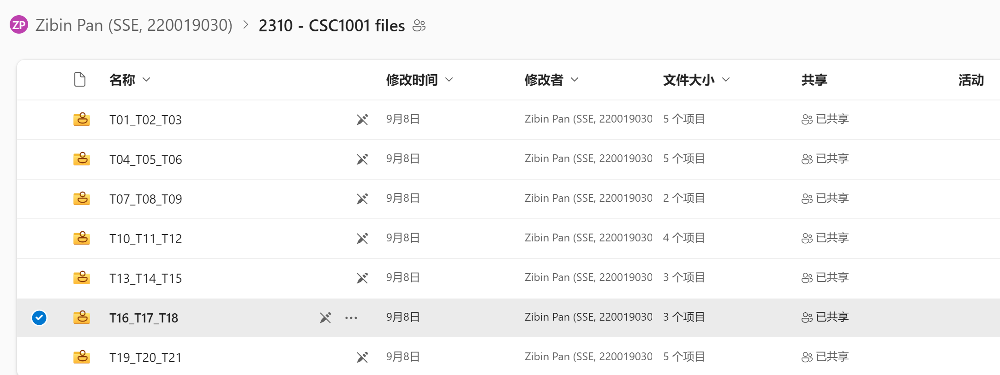 ZP Zibin Pan (SSE, 220019030) > 2310 - CSC1001 files
名称 修改时间 修改者 文件大小 共享 活动
T01_T02_T03 9月8日 Zibin Pan (SSE, 220019030 5 个项目 已共享
T04_T05_T06 9月8日 Zibin Pan (SSE, 220019030 5 个项目 已共享
T07_T08_T09 9月8日 Zibin Pan (SSE, 220019030 2 个项目 已共享
T10_T11_T12 9月8日 Zibin Pan (SSE, 220019030 4 个项目 已共享
T13_T14_T15 9月8日 Zibin Pan (SSE, 220019030 3 个项目 已共享
T16_T17_T18 ··· 9月8日 Zibin Pan (SSE, 220019030 3 个项目 已共享
T19_T20_T21 9月8日 Zibin Pan (SSE, 220019030 5 个项目 已共享